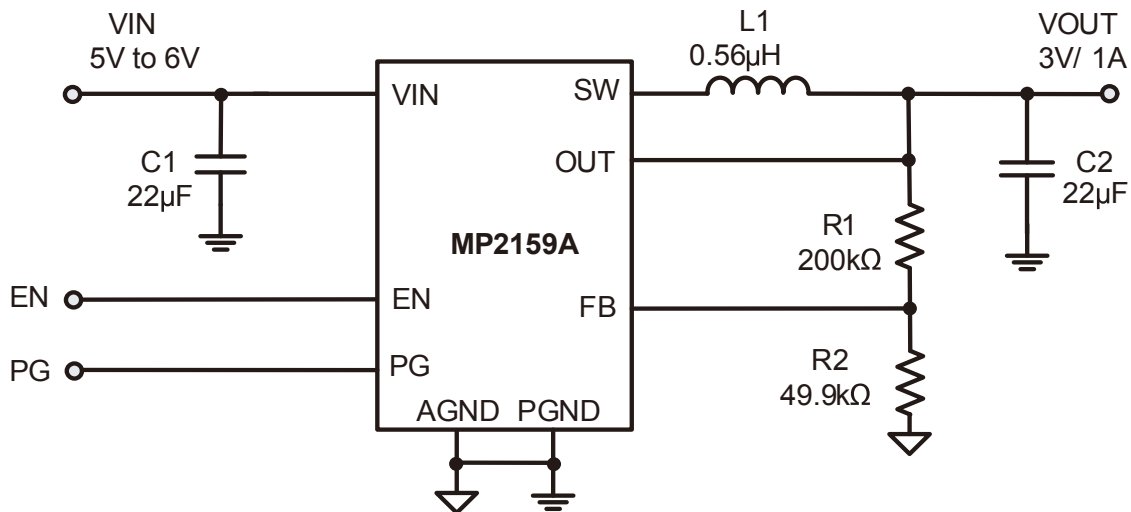 VIN
5V to 6V
L1
0.56µH
VOUT
3V/ 1A
VIN
SW
C1
22µF
OUT
C2
22µF
MP2159A
R1
200kΩ
EN
EN
FB
PG
PG
R2
49.9kΩ
AGND
PGND